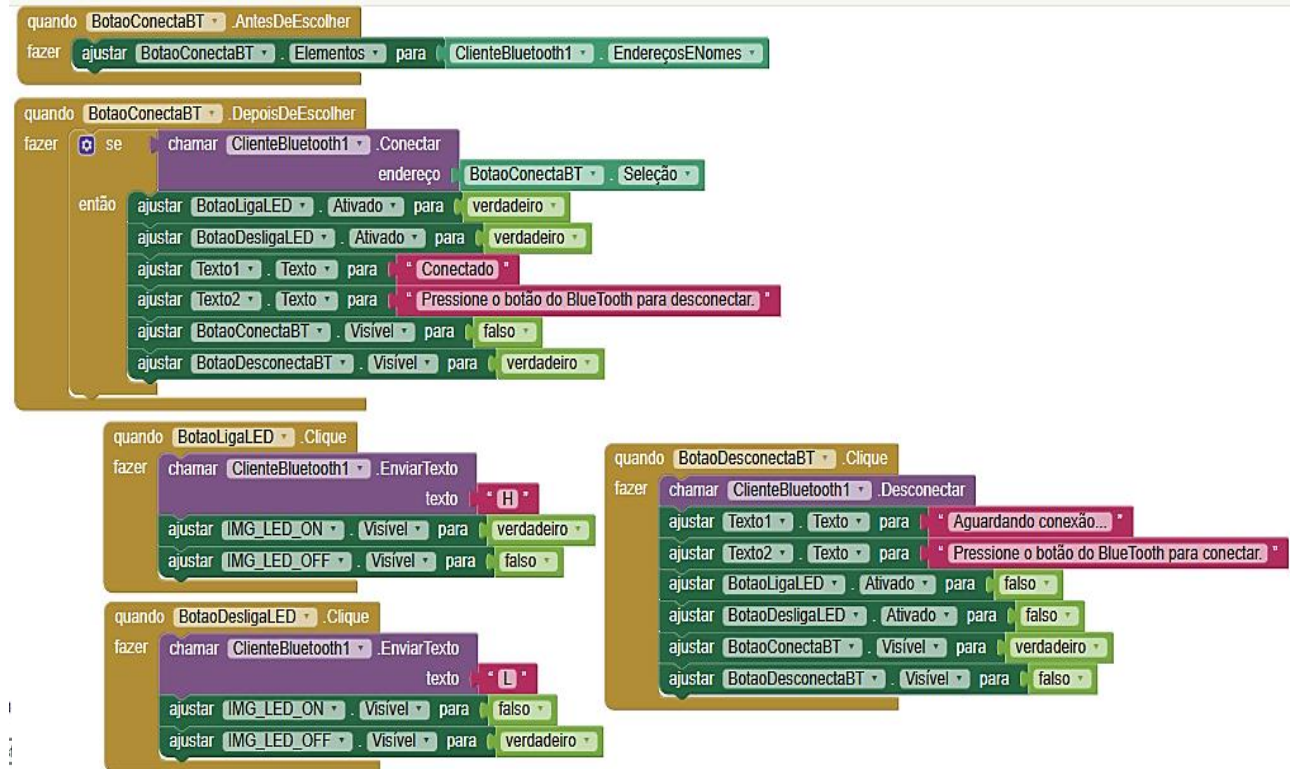 quando BotaoConectaBT .AntesDeEscolher
fazer ajustar BotaoConectaBT . Elementos para ClienteBluetooth1 . EndereçosENomes
quando BotaoConectaBT .DepoisDeEscolher
fazer se chamar ClienteBluetooth1 .Conectar
endereço BotaoConectaBT . Seleção
então ajustar BotaoLigaLED . Ativado para verdadeiro
ajustar BotaoDesligaLED . Ativado para verdadeiro
ajustar Texto1 . Texto para " Conectado "
ajustar Texto2 . Texto para " Pressione o botão do BlueTooth para desconectar. "
ajustar BotaoConectaBT . Visível para falso
ajustar BotaoDesconectaBT . Visível para verdadeiro
quando BotaoLigaLED .Clique
fazer chamar ClienteBluetooth1 .EnviarTexto
texto " H "
ajustar IMG_LED_ON . Visível para verdadeiro
ajustar IMG_LED_OFF . Visível para falso
quando BotaoDesligaLED .Clique
fazer chamar ClienteBluetooth1 .EnviarTexto
texto " L "
ajustar IMG_LED_ON . Visível para falso
ajustar IMG_LED_OFF . Visível para verdadeiro
quando BotaoDesconectaBT .Clique
fazer chamar ClienteBluetooth1 .Desconectar
ajustar Texto1 . Texto para " Aguardando conexão... "
ajustar Texto2 . Texto para " Pressione o botão do BlueTooth para conectar. "
ajustar BotaoLigaLED . Ativado para falso
ajustar BotaoDesligaLED . Ativado para falso
ajustar BotaoConectaBT . Visível para verdadeiro
ajustar BotaoDesconectaBT . Visível para falso